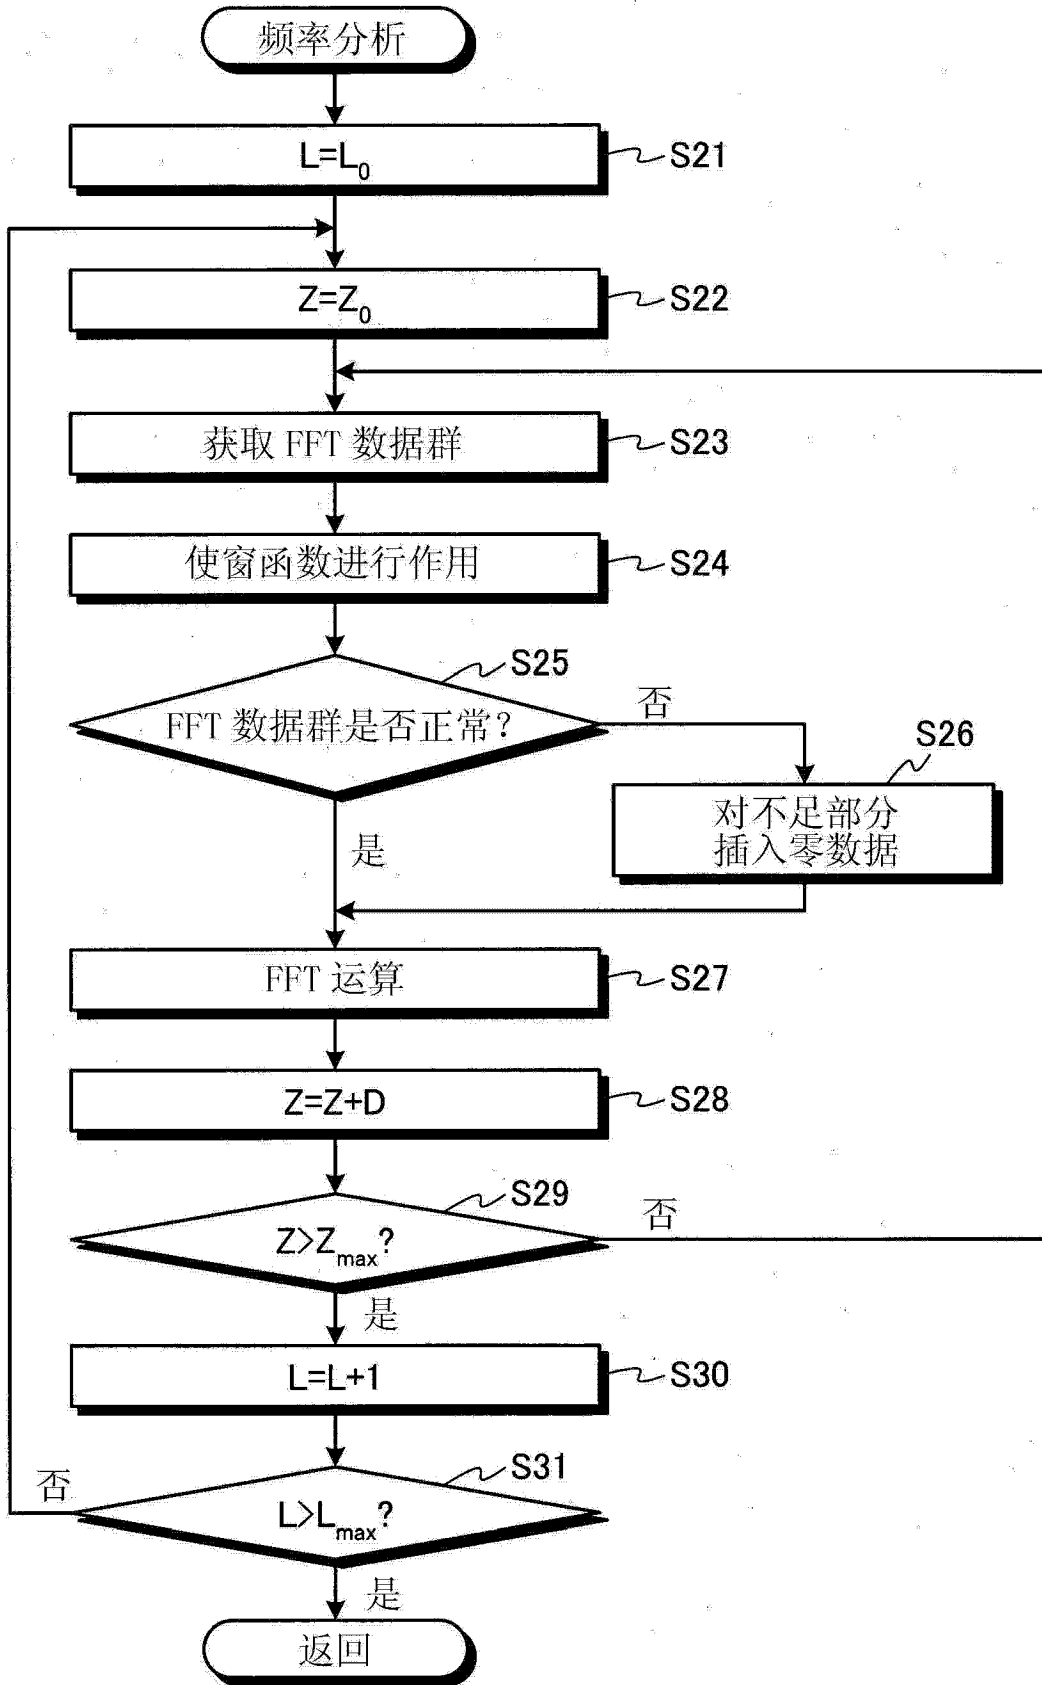 频率分析
L=L₀
S21
Z=Z₀
S22
获取 FFT 数据群
S23
使窗函数进行作用
S24
S25
FFT 数据群是否正常?
否
S26
对不足部分
插入零数据
是
FFT 运算
S27
Z=Z+D
S28
S29
Z>Zmax?
否
是
L=L+1
S30
S31
否
L>Lmax?
是
返回